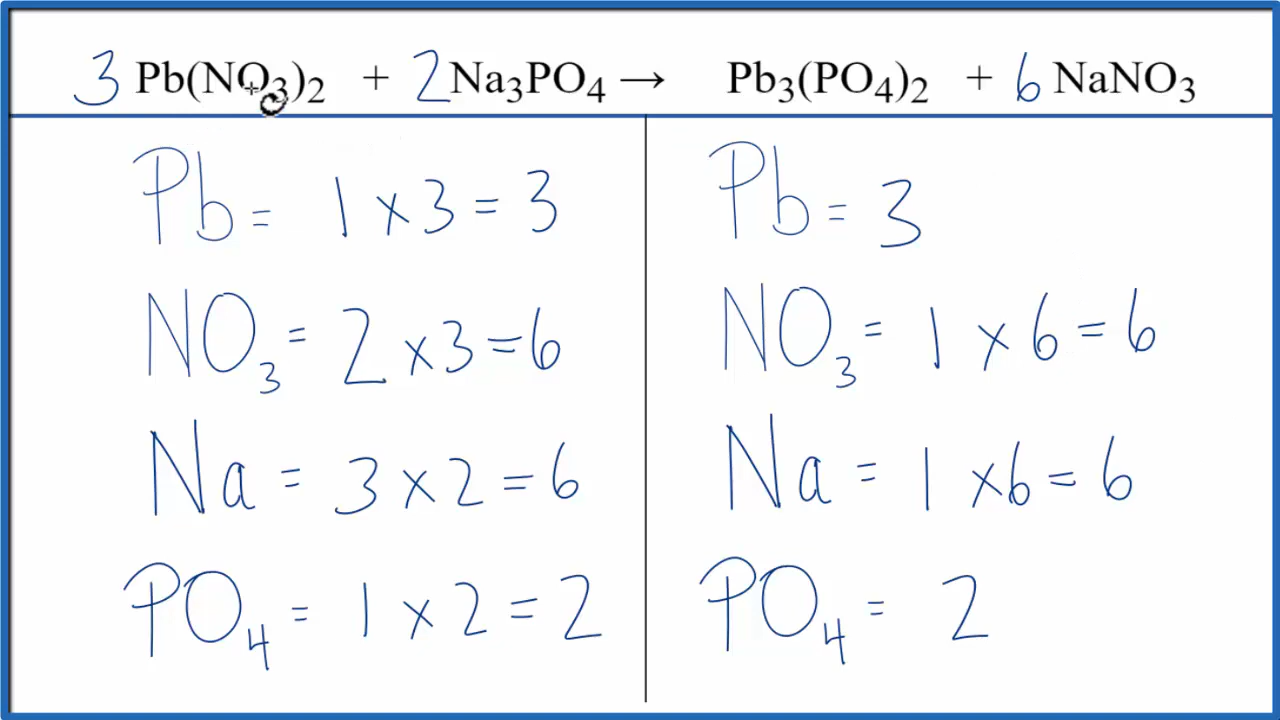 3 Pb(NO₃)₂ + 2 Na₃PO₄ → Pb₃(PO₄)₂ + 6 NaNO₃
Pb = 1 x 3 = 3
NO₃ = 2 x 3 = 6
Na = 3 x 2 = 6
PO₄ = 1 x 2 = 2
Pb = 3
NO₃ = 1 x 6 = 6
Na = 1 x 6 = 6
PO₄ = 2